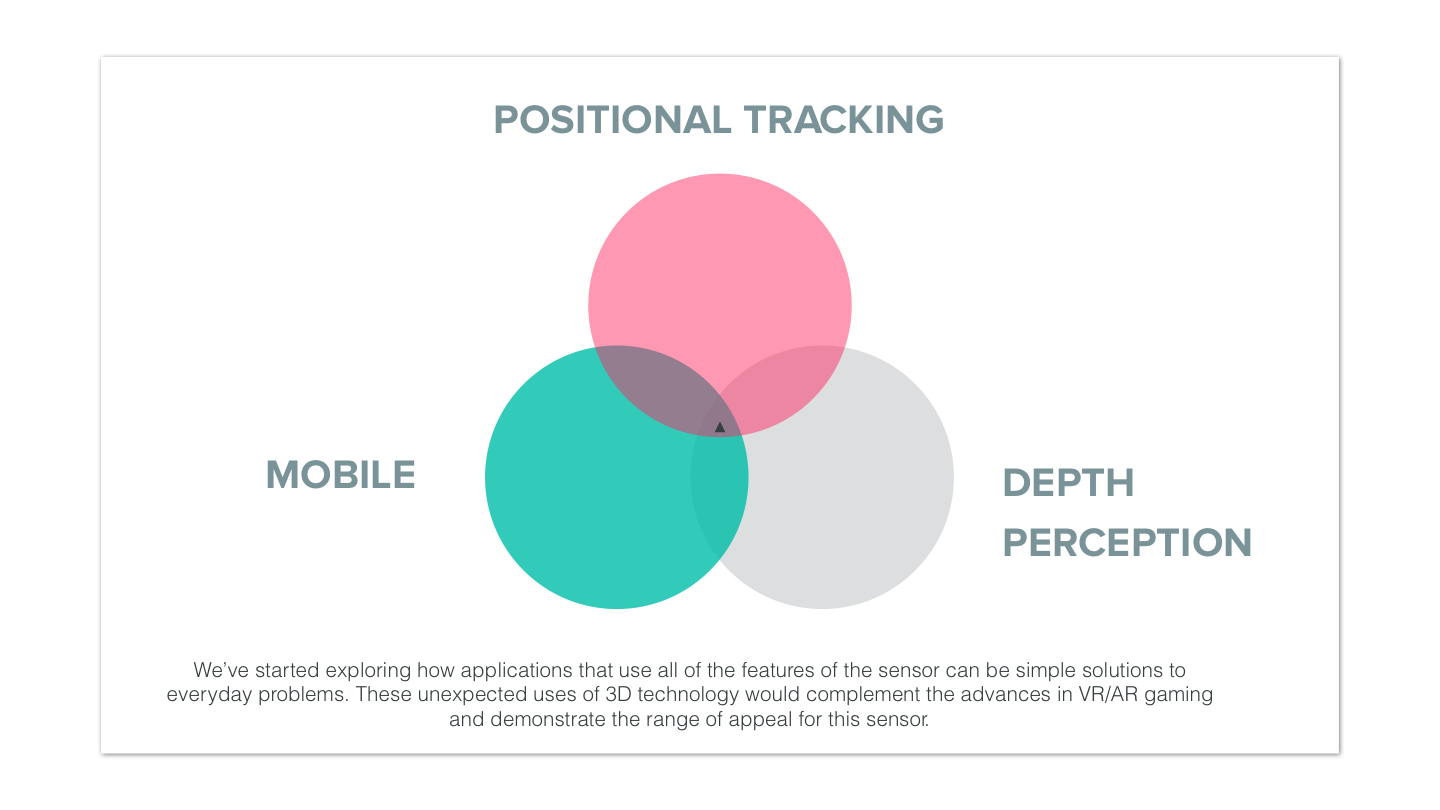 POSITIONAL TRACKING
MOBILE
DEPTH
PERCEPTION
We’ve started exploring how applications that use all of the features of the sensor can be simple solutions to
everyday problems. These unexpected uses of 3D technology would complement the advances in VR/AR gaming
and demonstrate the range of appeal for this sensor.